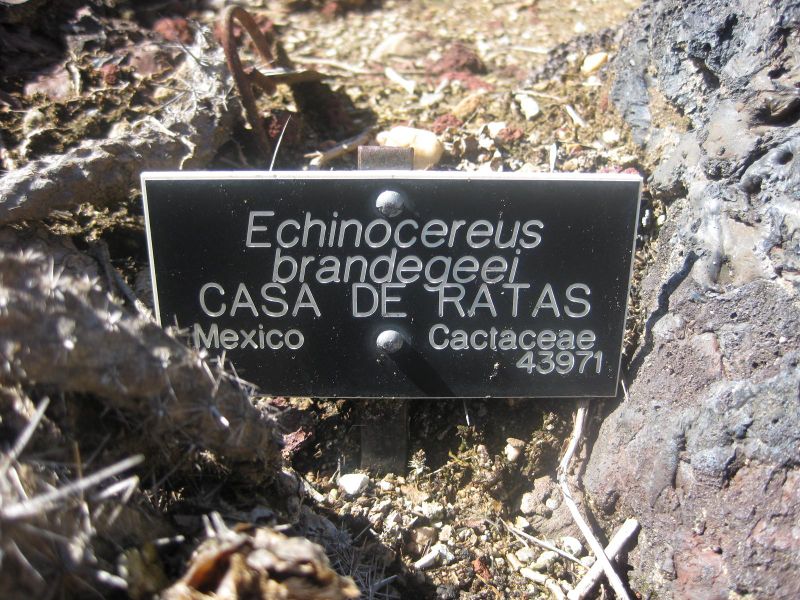 Echinocereus
brandegeei
CASA DE RATAS
Mexico Cactaceae
43971